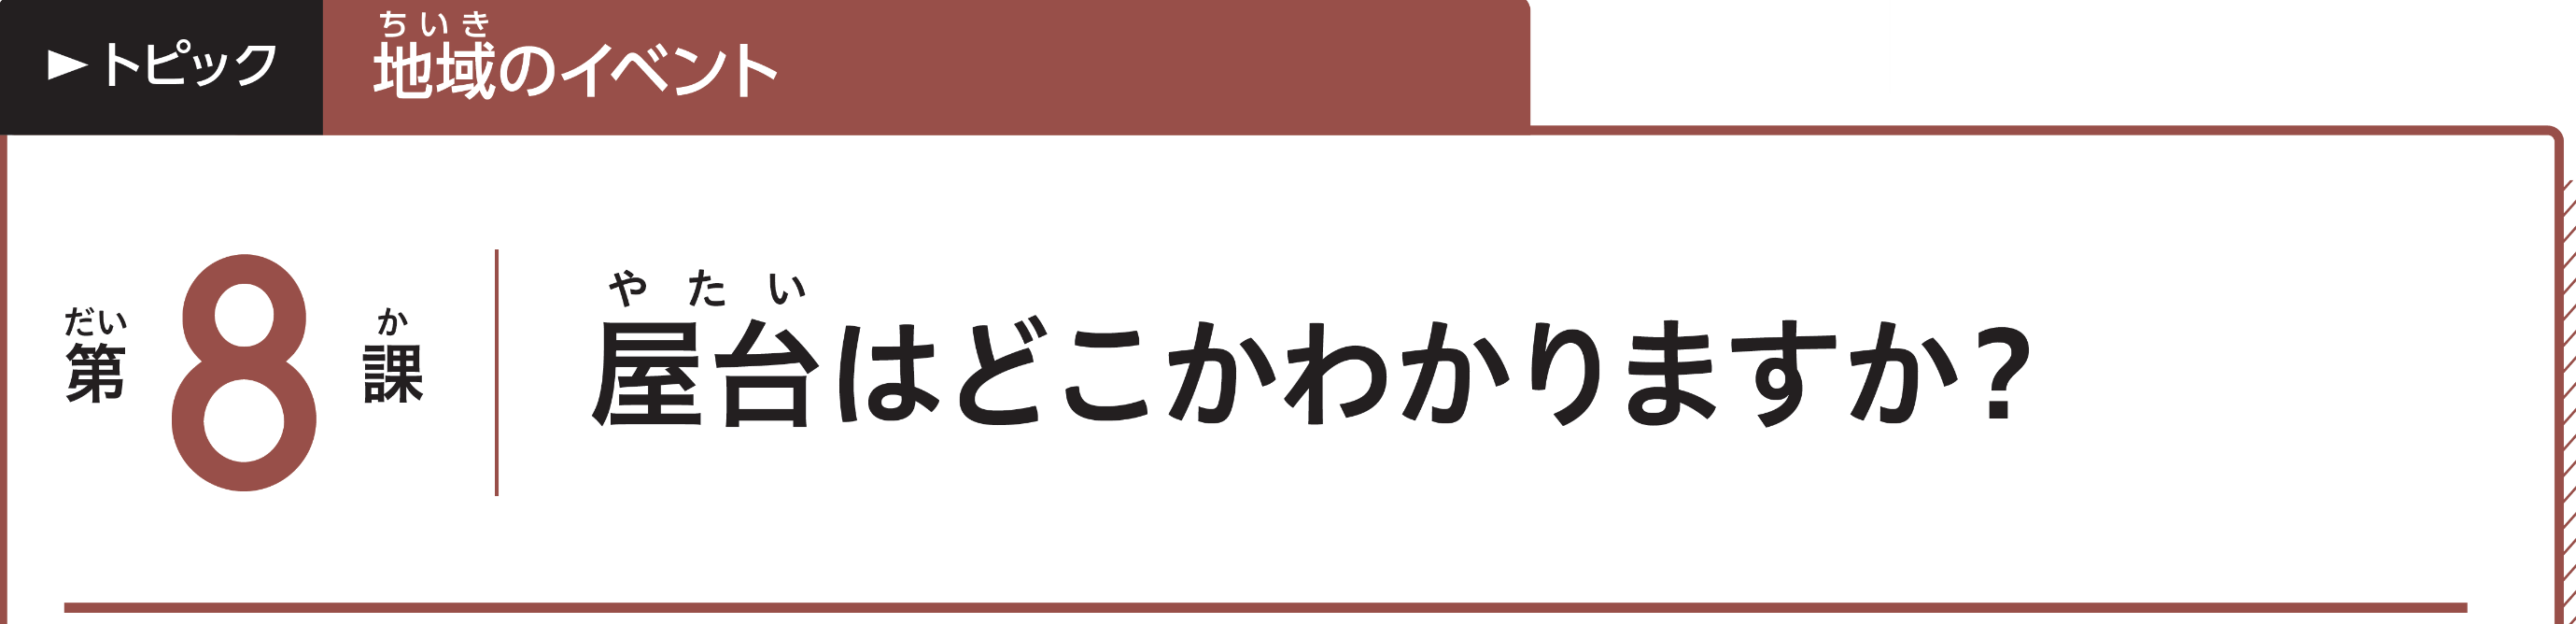 ▶トピック
ちいき
地域のイベント
だい
第8課
か
やたい
屋台はどこかわかりますか?